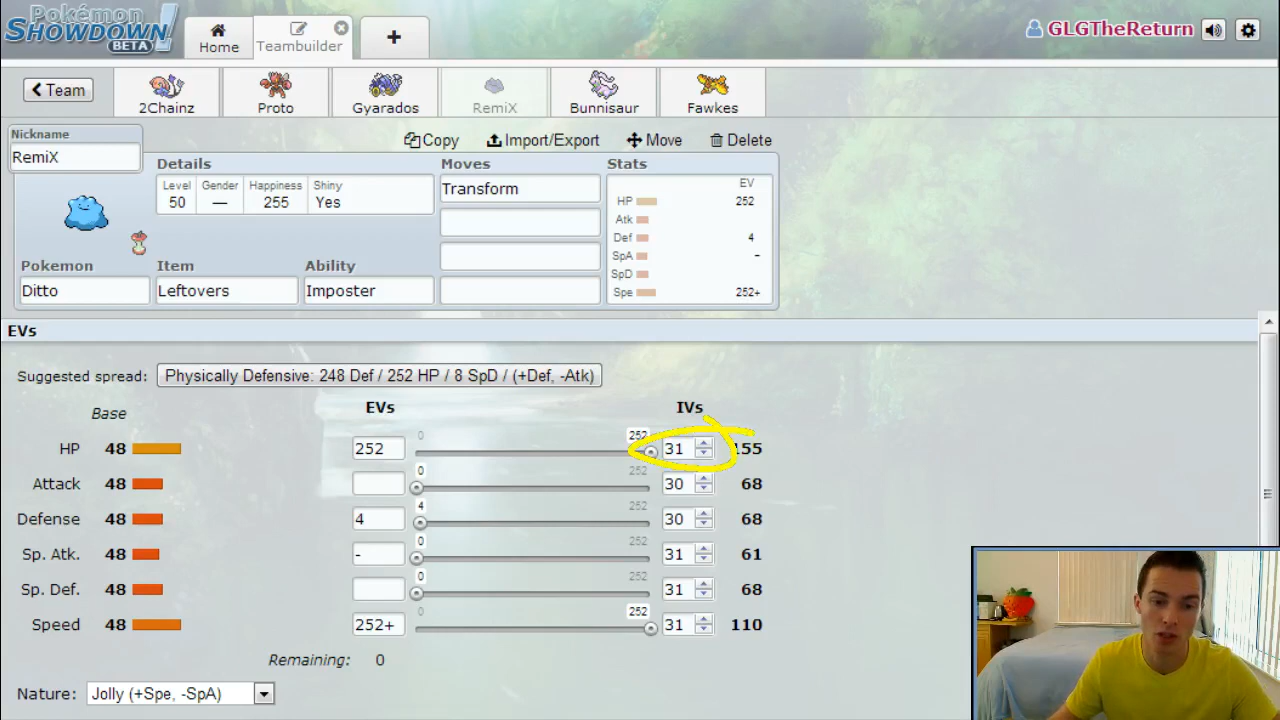 Pokémon
SHOWDOWN!
BETA
Home
Teambuilder
+
GLGTheReturn
Team
2Chainz
Proto
Gyarados
RemiX
Bunnisaur
Fawkes
Copy
Import/Export
Move
Delete
Nickname
RemiX
Details
Level Gender Happiness Shiny
50 — 255 Yes
Moves
Transform
Stats
EV
HP 252
Atk
Def 4
SpA -
SpD
Spe 252+
Pokemon
Ditto
Item
Leftovers
Ability
Imposter
EVs
Suggested spread: Physically Defensive: 248 Def / 252 HP / 8 SpD / (+Def, -Atk)
Base EVs IVs
0 252
HP 48 252 31 155
0 252
Attack 48 30 68
4 252
Defense 48 4 30 68
0 252
Sp. Atk. 48 - 31 61
0 252
Sp. Def. 48 31 68
0 252
Speed 48 252+ 31 110
Remaining: 0
Nature: Jolly (+Spe, -SpA)